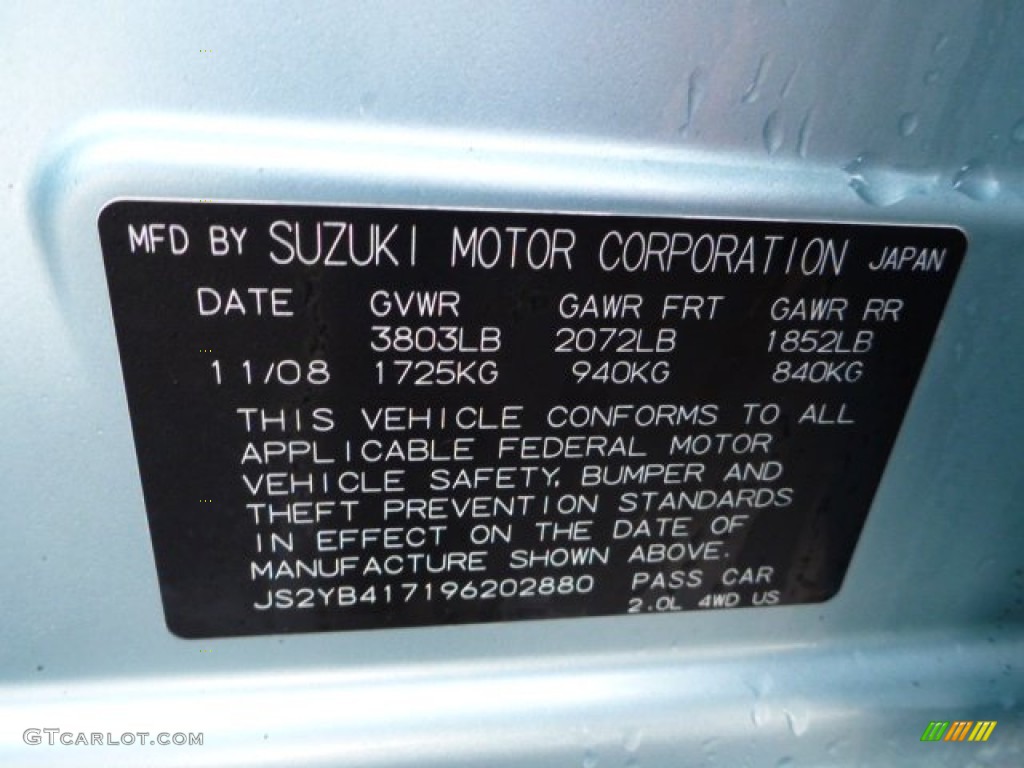 MFD BY SUZUKI MOTOR CORPORATION JAPAN
DATE GVWR GAWR FRT GAWR RR
3803LB 2072LB 1852LB
11/08 1725KG 940KG 840KG
THIS VEHICLE CONFORMS TO ALL
APPLICABLE FEDERAL MOTOR
VEHICLE SAFETY, BUMPER AND
THEFT PREVENTION STANDARDS
IN EFFECT ON THE DATE OF
MANUFACTURE SHOWN ABOVE.
JS2YB417196202880 PASS CAR
2.0L 4WD US
GTCARLOT.COM